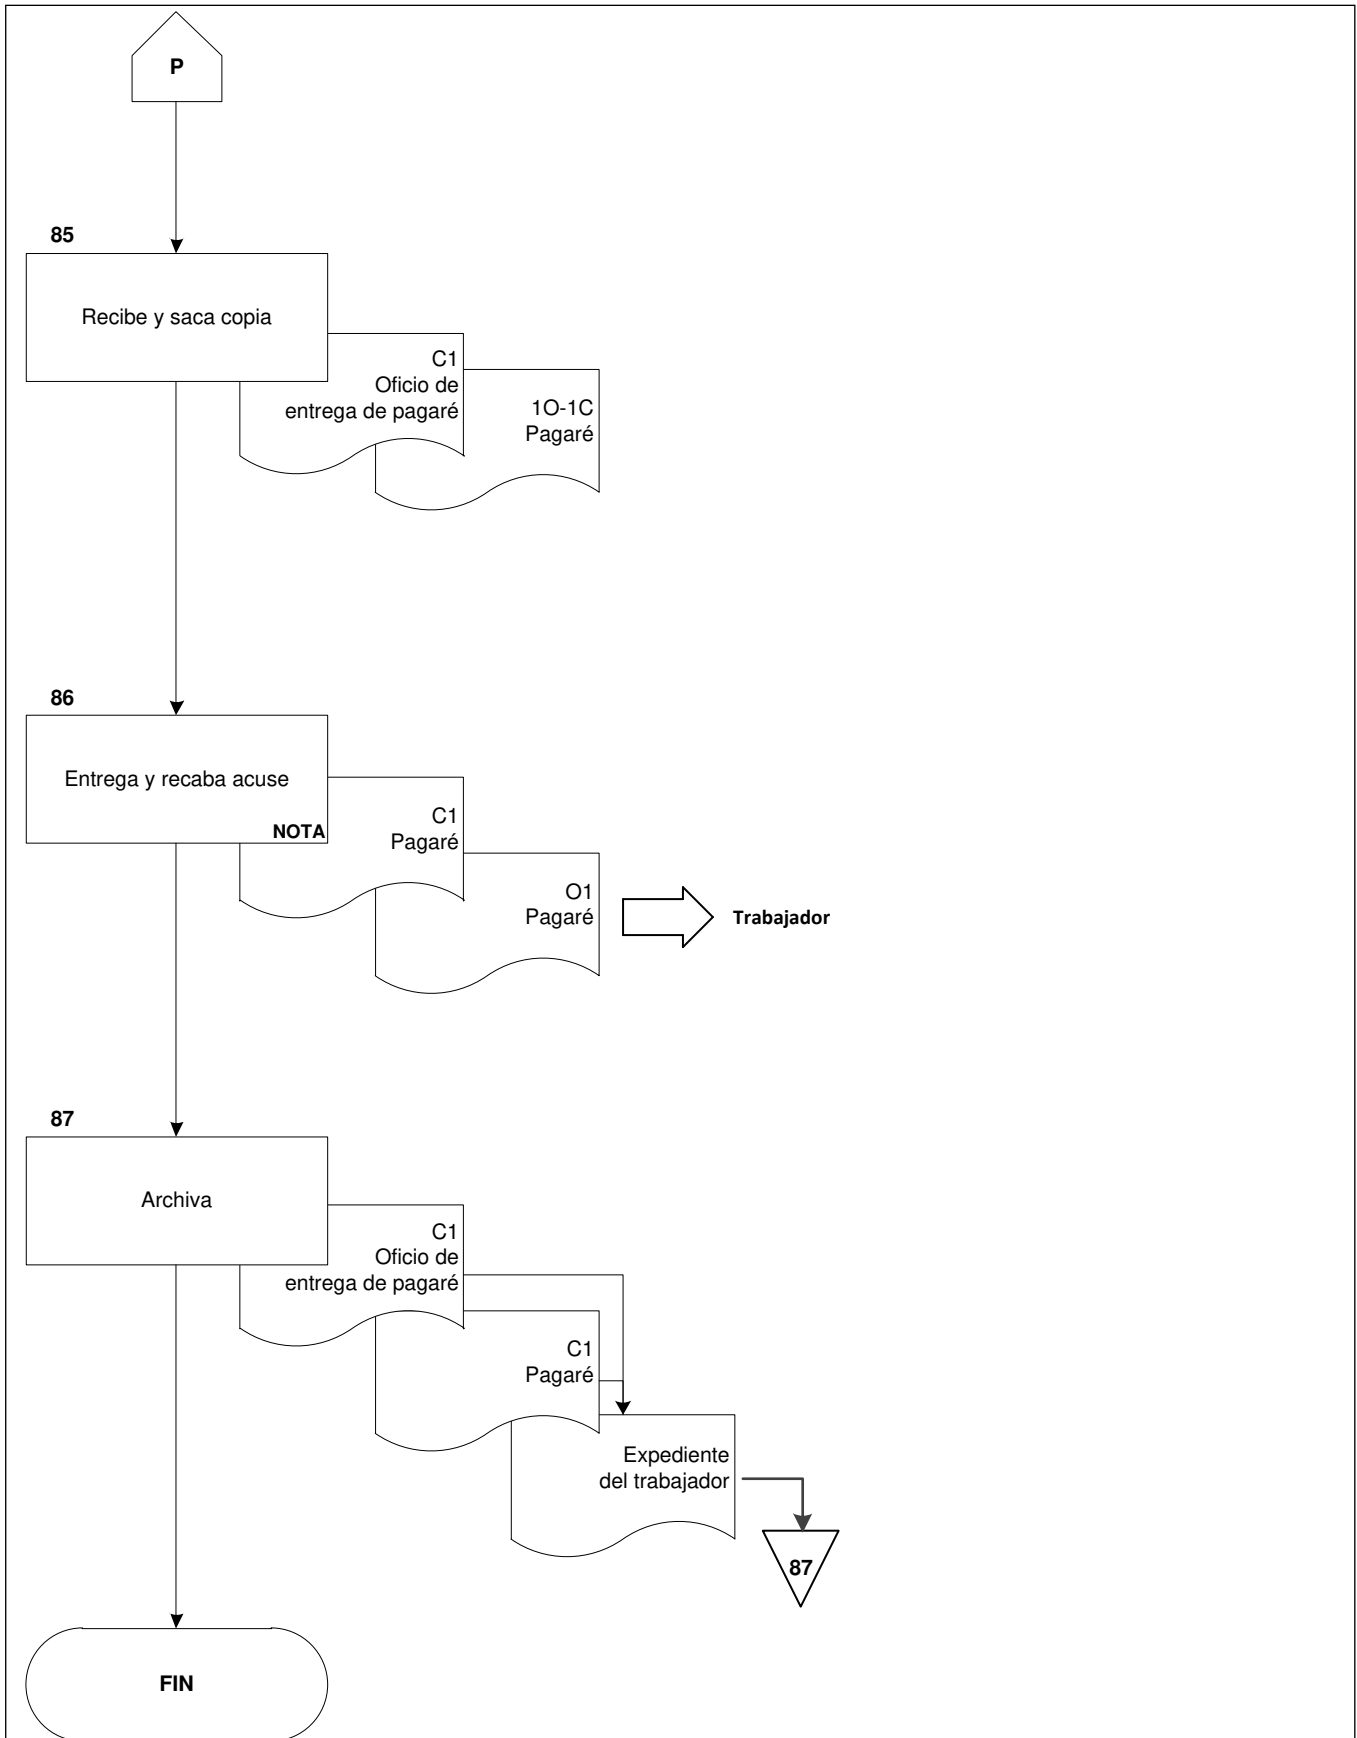 P
85
Recibe y saca copia
C1
Oficio de
entrega de pagaré
1O-1C
Pagaré
86
Entrega y recaba acuse
NOTA
C1
Pagaré
O1
Pagaré
Trabajador
87
Archiva
C1
Oficio de
entrega de pagaré
C1
Pagaré
Expediente
del trabajador
87
FIN